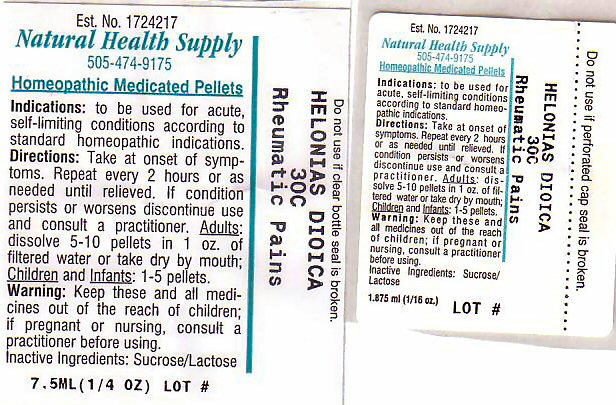 Est. No. 1724217
Natural Health Supply
505-474-9175
Homeopathic Medicated Pellets
Indications: to be used for acute,
self-limiting conditions according to
standard homeopathic indications.
Directions: Take at onset of symp-
toms. Repeat every 2 hours or as
needed until relieved. If condition
persists or worsens discontinue use
and consult a practitioner. Adults:
dissolve 5-10 pellets in 1 oz. of
filtered water or take dry by mouth;
Children and Infants: 1-5 pellets.
Warning: Keep these and all medi-
cines out of the reach of children;
if pregnant or nursing, consult a
practitioner before using.
Inactive Ingredients: Sucrose/Lactose
7.5ML(1/4 OZ) LOT #
Do not use if clear bottle seal is broken.
HELONIAS DIOICA
30C
Rheumatic Pains
Est. No. 1724217
Natural Health Supply
505-474-9175
Homeopathic Medicated Pellets
Indications: to be used for
acute, self-limiting conditions
according to standard homeo-
pathic indications.
Directions: Take at onset of
symptoms. Repeat every 2 hours
or as needed until relieved. If
condition persists or worsens
discontinue use and consult a
practitioner. Adults: dis-
solve 5-10 pellets in 1 oz. of fil-
tered water or take dry by mouth;
Children and Infants: 1-5 pellets.
Warning: Keep these and
all medicines out of the reach
of children; if pregnant or
nursing, consult a practitioner
before using.
Inactive Ingredients: Sucrose/
Lactose
1.875 ml (1/16 oz.) LOT #
Do not use if perforated cap seal is broken.
HELONIAS DIOICA
30C
Rheumatic Pains